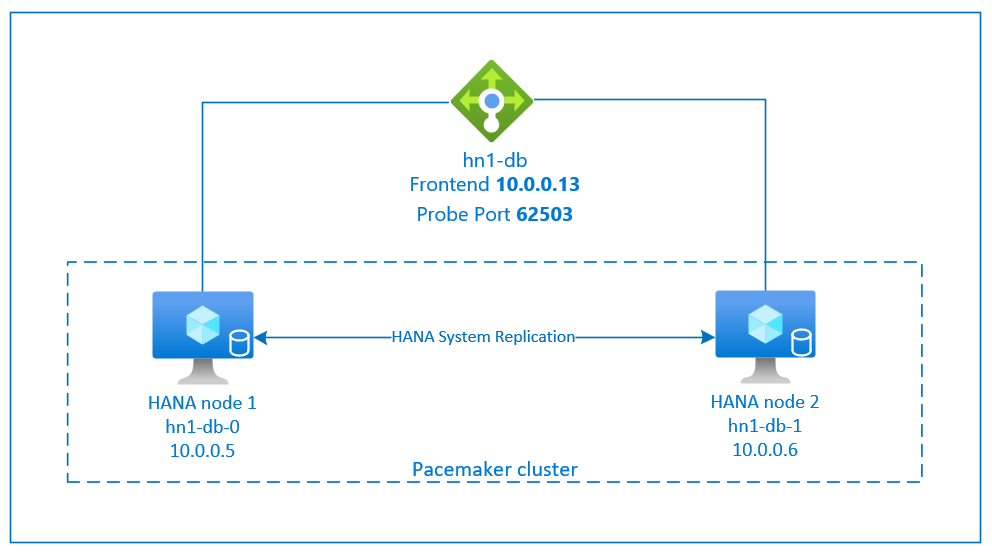 hn1-db
Frontend 10.0.0.13
Probe Port 62503
HANA System Replication
HANA node 1
hn1-db-0
10.0.0.5
HANA node 2
hn1-db-1
10.0.0.6
Pacemaker cluster